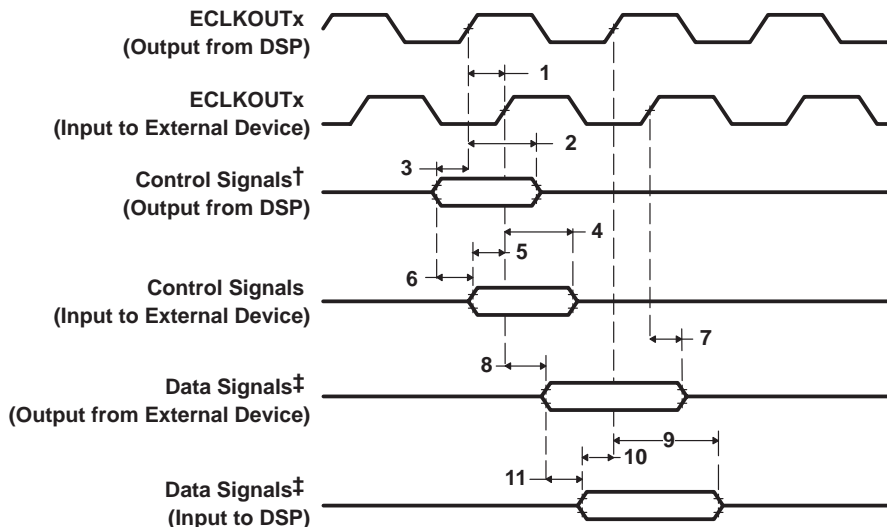 ECLKOUTx
(Output from DSP)
1
ECLKOUTx
(Input to External Device)
2
3
Control Signals†
(Output from DSP)
4
5
6
Control Signals
(Input to External Device)
7
8
Data Signals‡
(Output from External Device)
9
10
11
Data Signals‡
(Input to DSP)